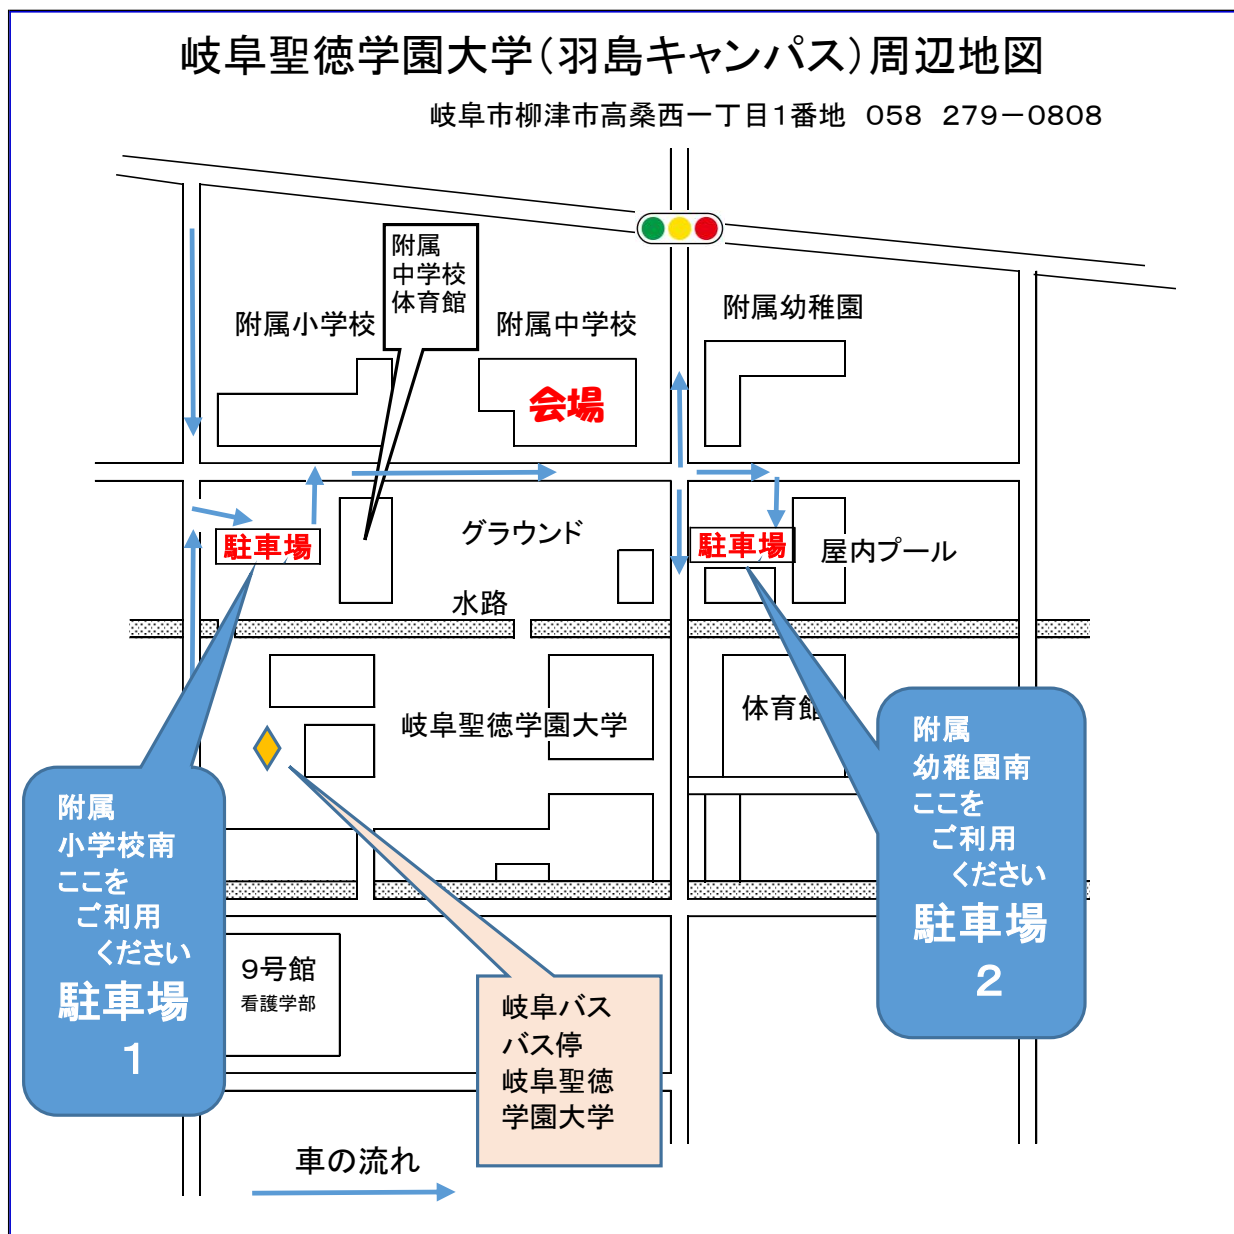 岐阜聖徳学園大学(羽島キャンパス)周辺地図
岐阜市柳津市高桑西一丁目1番地 058 279－0808
附属
中学校
体育館
附属小学校
附属中学校
附属幼稚園
会場
グラウンド
駐車場
駐車場
屋内プール
水路
岐阜聖徳学園大学
体育館
附属
小学校南
ここを
ご利用
ください
駐車場
1
附属
幼稚園南
ここを
ご利用
ください
駐車場
2
9号館
看護学部
岐阜バス
バス停
岐阜聖徳
学園大学
車の流れ